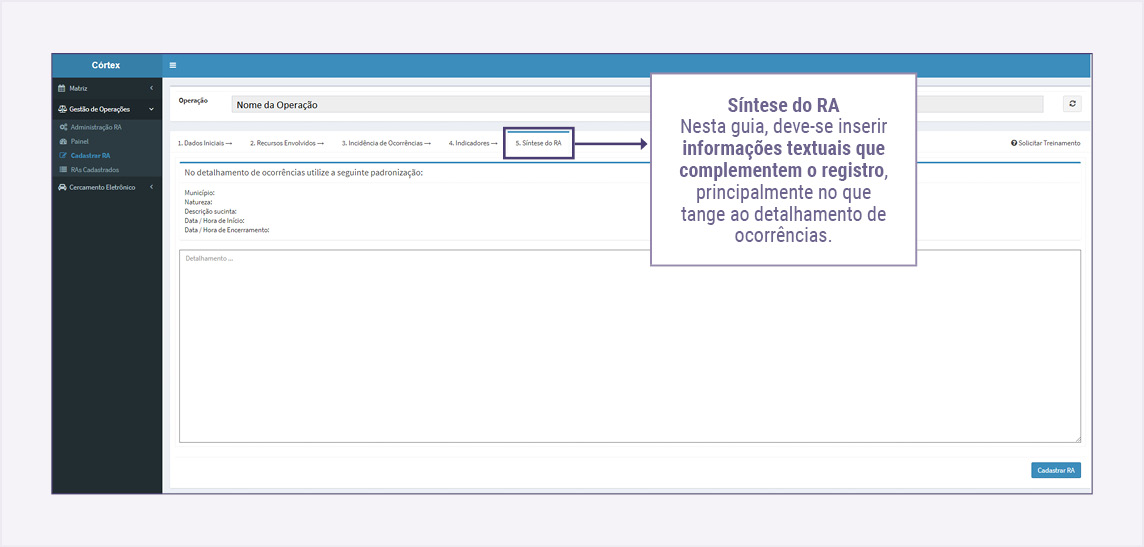 Córtex
Matriz
Gestão de Operações
Administração RA
Painel
Cadastrar RA
RAs Cadastrados
Cercamento Eletrônico
Operação
Nome da Operação
1. Dados Iniciais → 2. Recursos Envolvidos → 3. Incidência de Ocorrências → 4. Indicadores → 5. Síntese do RA
Solicitar Treinamento
No detalhamento de ocorrências utilize a seguinte padronização:
Município:
Natureza:
Descrição sucinta:
Data / Hora de Início:
Data / Hora de Encerramento:
Detalhamento ...
Síntese do RA
Nesta guia, deve-se inserir
informações textuais que
complementem o registro,
principalmente no que
tange ao detalhamento de
ocorrências.
Cadastrar RA